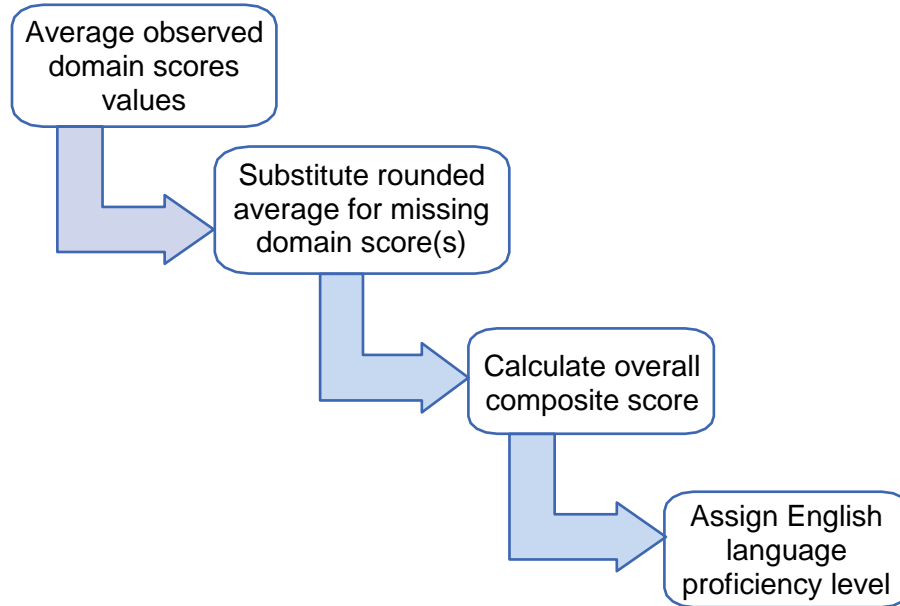 Average observed
domain scores
values
Substitute rounded
average for missing
domain score(s)
Calculate overall
composite score
Assign English
language
proficiency level